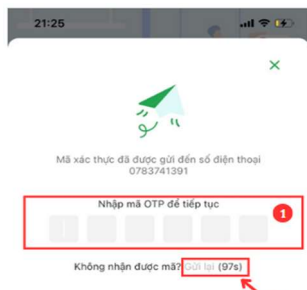 21:25
Mã xác thực đã được gửi đến số điện thoại
0783741391
Nhập mã OTP để tiếp tục
1
Không nhận được mã? Gửi lại (97s)